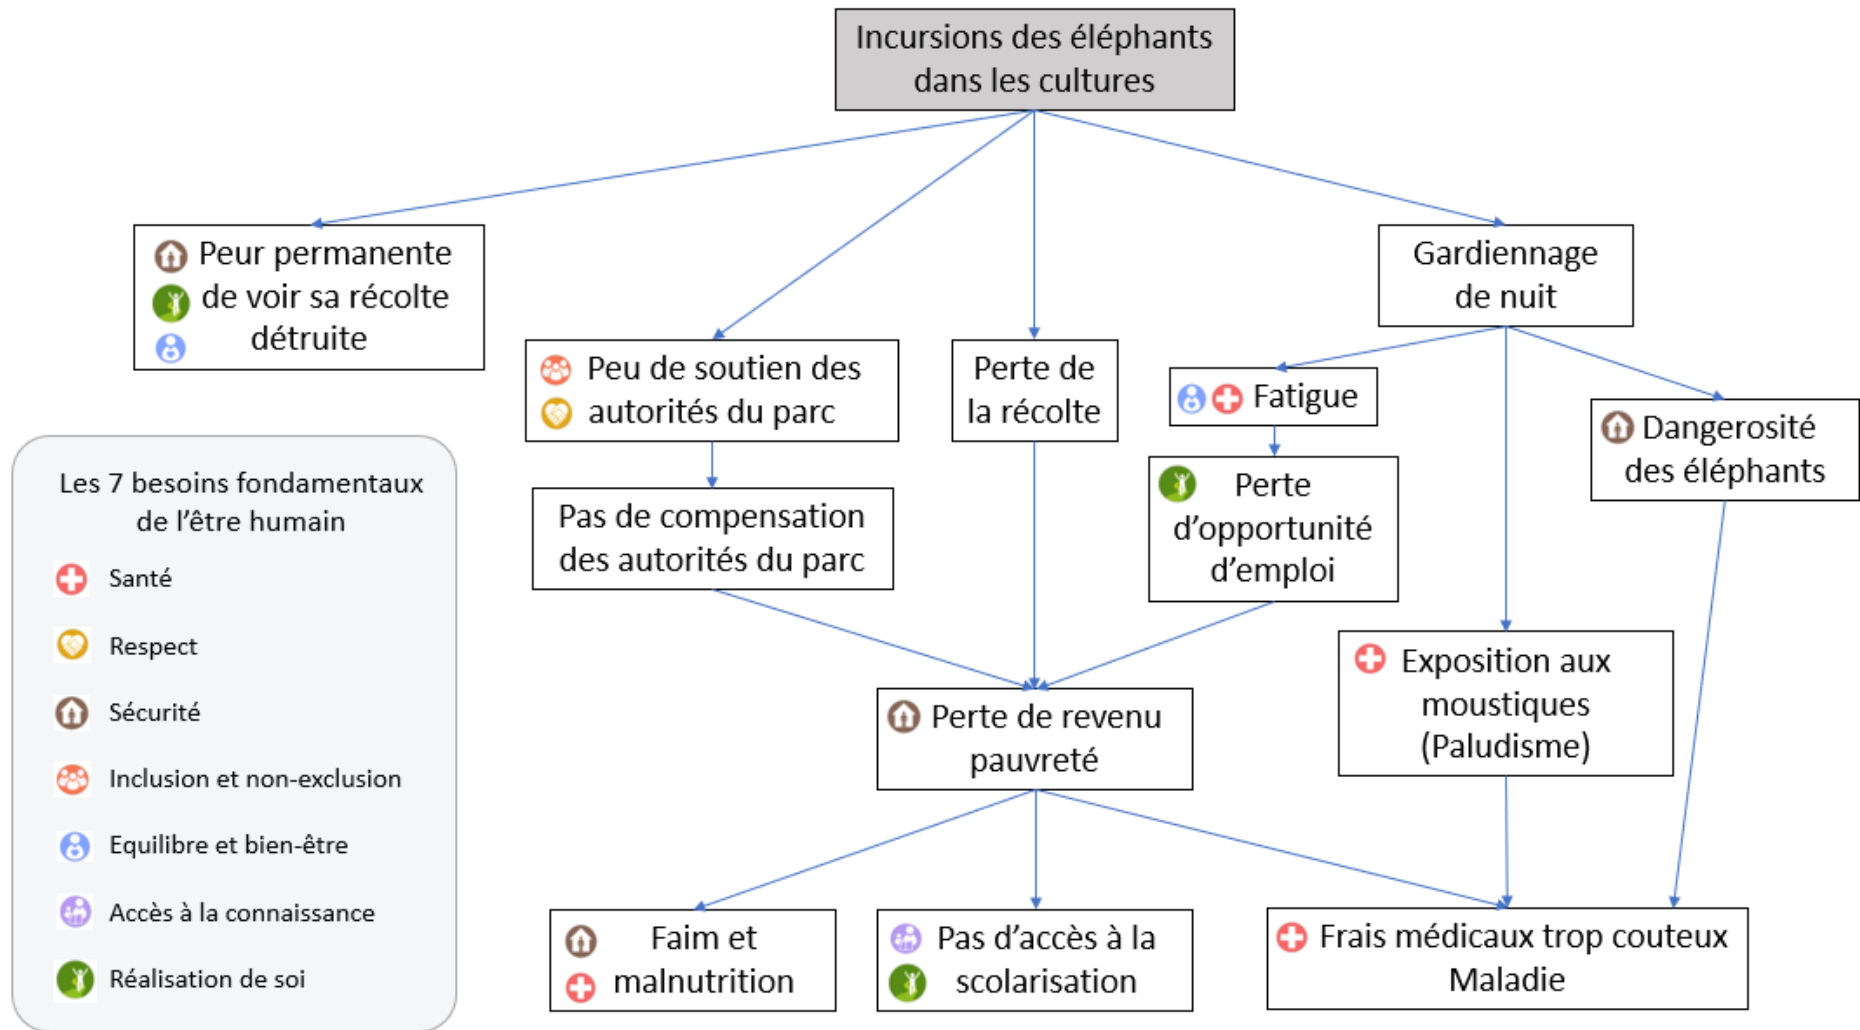 Incursions des éléphants
dans les cultures
Peur permanente
de voir sa récolte
détruite
Gardiennage
de nuit
Peu de soutien des
autorités du parc
Perte de
la récolte
Fatigue
Dangerosité
des éléphants
Pas de compensation
des autorités du parc
Perte
d'opportunité
d'emploi
Exposition aux
moustiques
(Paludisme)
Perte de revenu
pauvreté
Faim et
malnutrition
Pas d'accès à la
scolarisation
Frais médicaux trop couteux
Maladie
Les 7 besoins fondamentaux
de l'être humain
Santé
Respect
Sécurité
Inclusion et non-exclusion
Equilibre et bien-être
Accès à la connaissance
Réalisation de soi